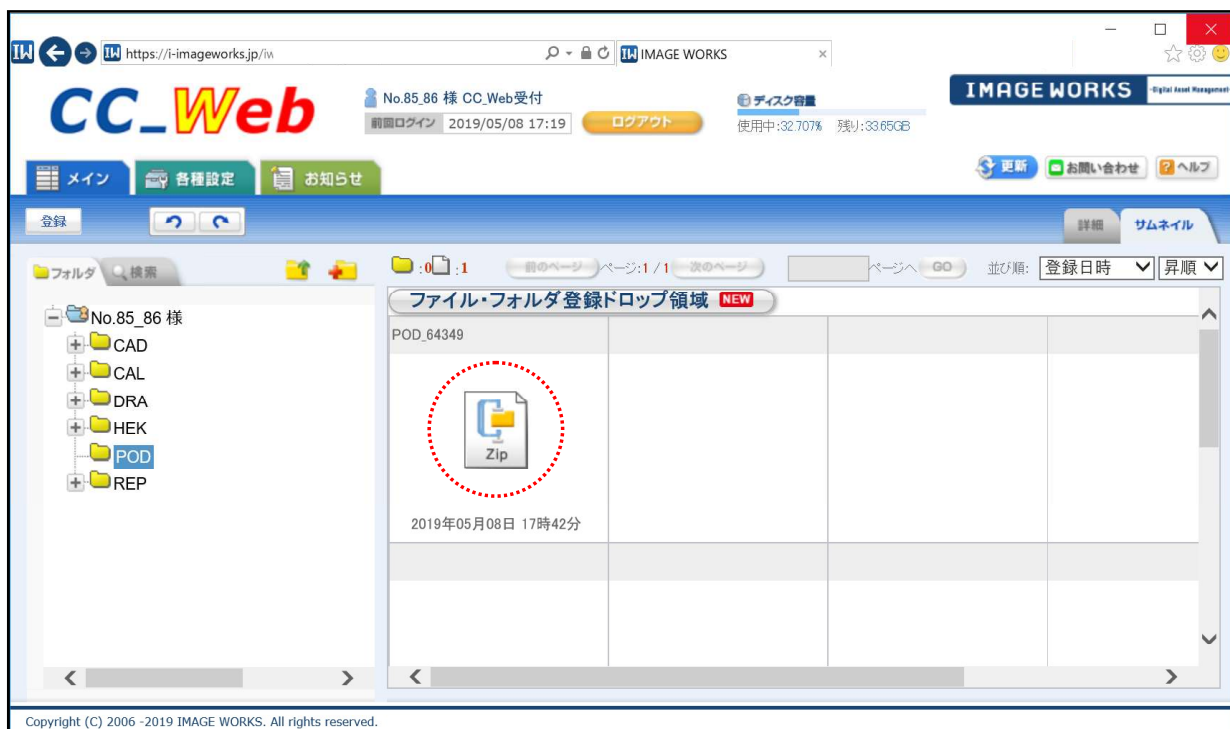 https://i-imageworks.jp/iw
IMAGE WORKS
CC_Web
No.85_86 様 CC_Web受付
前回ログイン 2019/05/08 17:19 ログアウト
ディスク容量
使用中:32.707% 残り:33.65GB
IMAGE WORKS -Digital Asset Management
メイン 各種設定 お知らせ
更新 お問い合わせ ヘルプ
登録
詳細 サムネイル
フォルダ 検索
:0 :1 前のページ ページ:1 / 1 次のページ ページへ GO 並び順: 登録日時 昇順
ファイル・フォルダ登録ドロップ領域 NEW
No.85_86 様
CAD
CAL
DRA
HEK
POD
REP
POD_64349
Zip
2019年05月08日 17時42分
Copyright (C) 2006 -2019 IMAGE WORKS. All rights reserved.